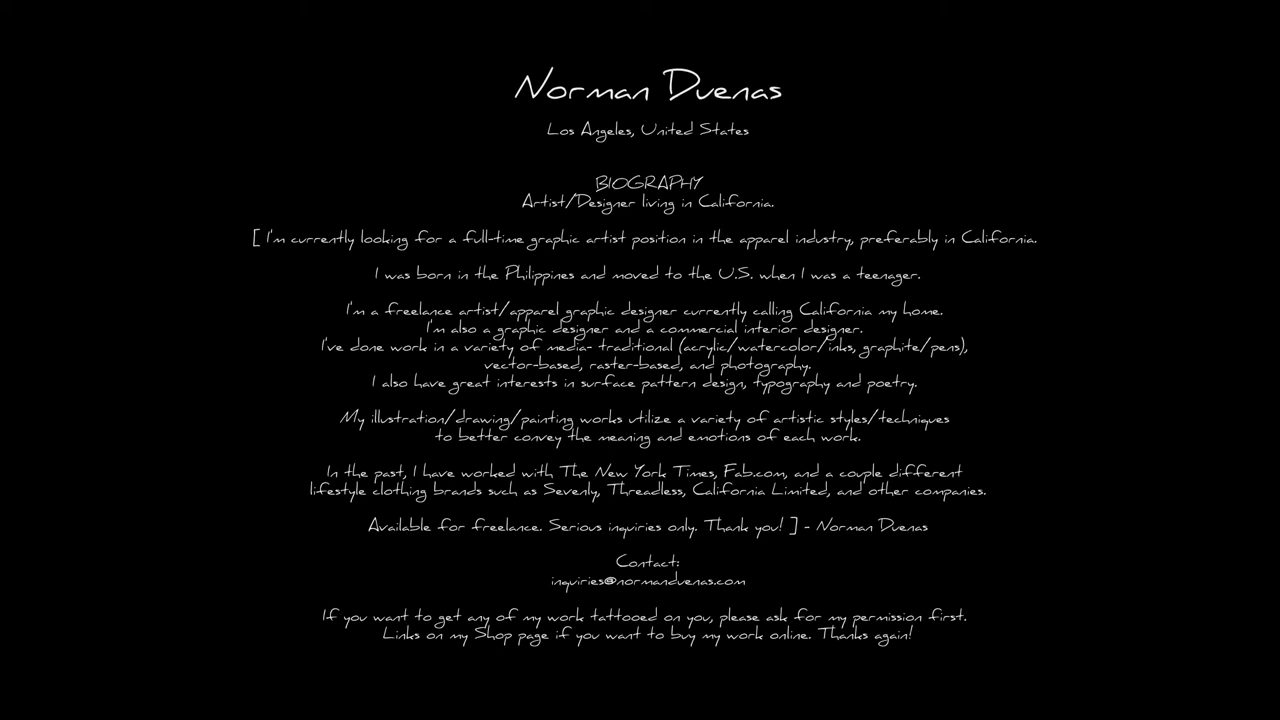 Norman Duenas
Los Angeles, United States
BIOGRAPHY
Artist/Designer living in California.
[ I'm currently looking for a full-time graphic artist position in the apparel industry, preferably in California.
I was born in the Philippines and moved to the U.S. when I was a teenager.
I'm a freelance artist/apparel graphic designer currently calling California my home.
I'm also a graphic designer and a commercial interior designer.
I've done work in a variety of media- traditional (acrylic/watercolor/inks, graphite/pens),
vector-based, raster-based, and photography.
I also have great interests in surface pattern design, typography and poetry.
My illustration/drawing/painting works utilize a variety of artistic styles/techniques
to better convey the meaning and emotions of each work.
In the past, I have worked with The New York Times, Fab.com, and a couple different
lifestyle clothing brands such as Sevenly, Threadless, California Limited, and other companies.
Available for freelance. Serious inquiries only. Thank you! ] - Norman Duenas
Contact:
inquiries@normanduenas.com
If you want to get any of my work tattooed on you, please ask for my permission first.
Links on my Shop page if you want to buy my work online. Thanks again!